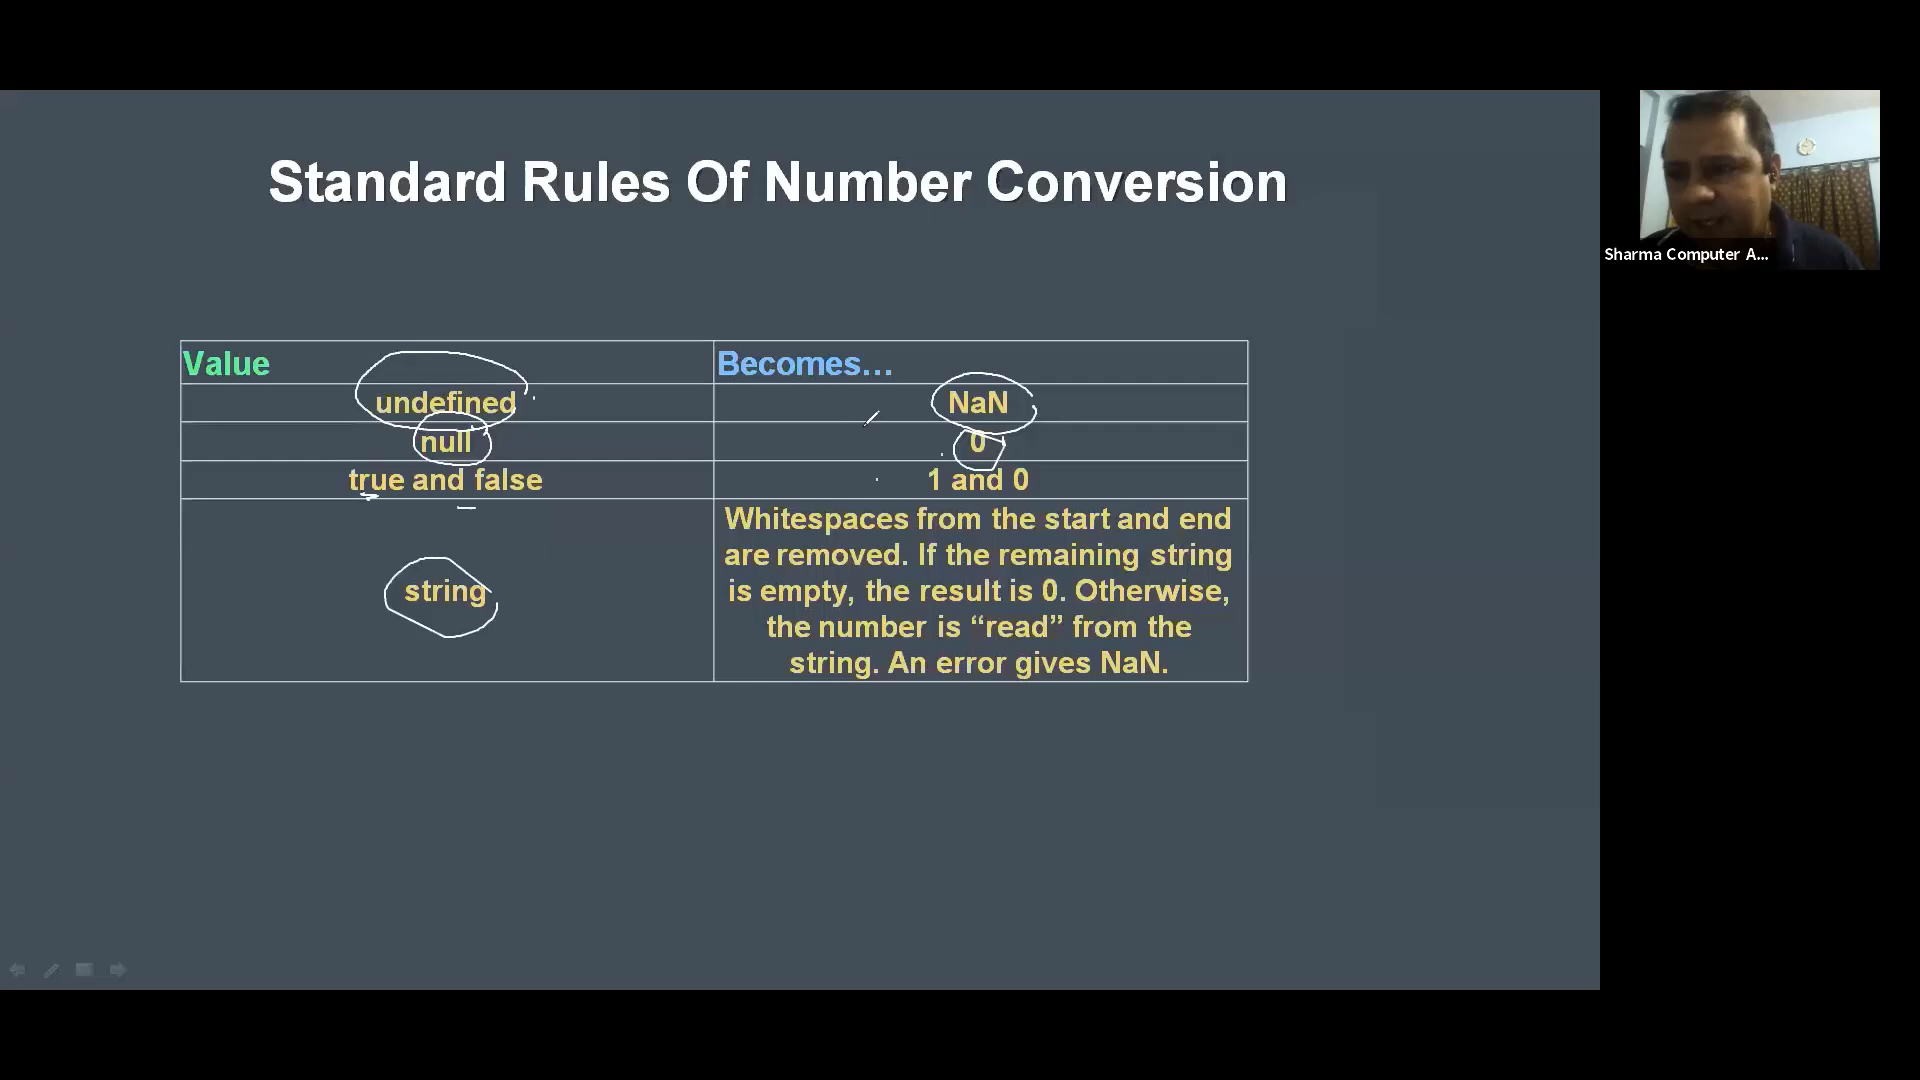 Standard Rules Of Number Conversion
Sharma Computer A...
Value
Becomes…
undefined
NaN
null
0
true and false
1 and 0
string
Whitespaces from the start and end
are removed. If the remaining string
is empty, the result is 0. Otherwise,
the number is “read” from the
string. An error gives NaN.